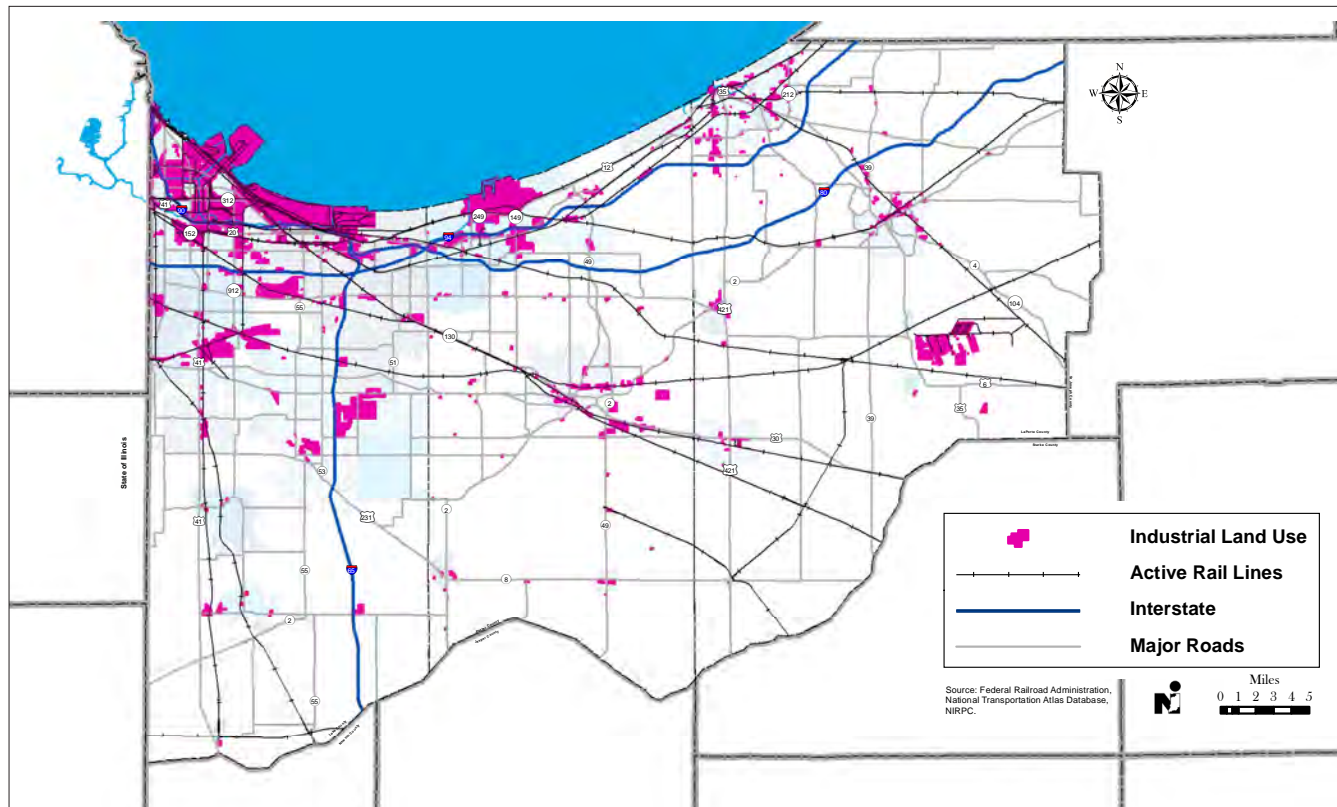 35
212
N
W E
S
12
39
41
90
312
249
149
80
152
20
94
49
4
2
912
55
104
421
130
41
51
6
2
35
39
30
LaPorte County
Starke County
State of Illinois
53
421
2
231
41
49
Industrial Land Use
Active Rail Lines
65
55
8
Interstate
2
Major Roads
Source: Federal Railroad Administration,
National Transportation Atlas Database,
NIRPC.
Miles
0 1 2 3 4 5
55